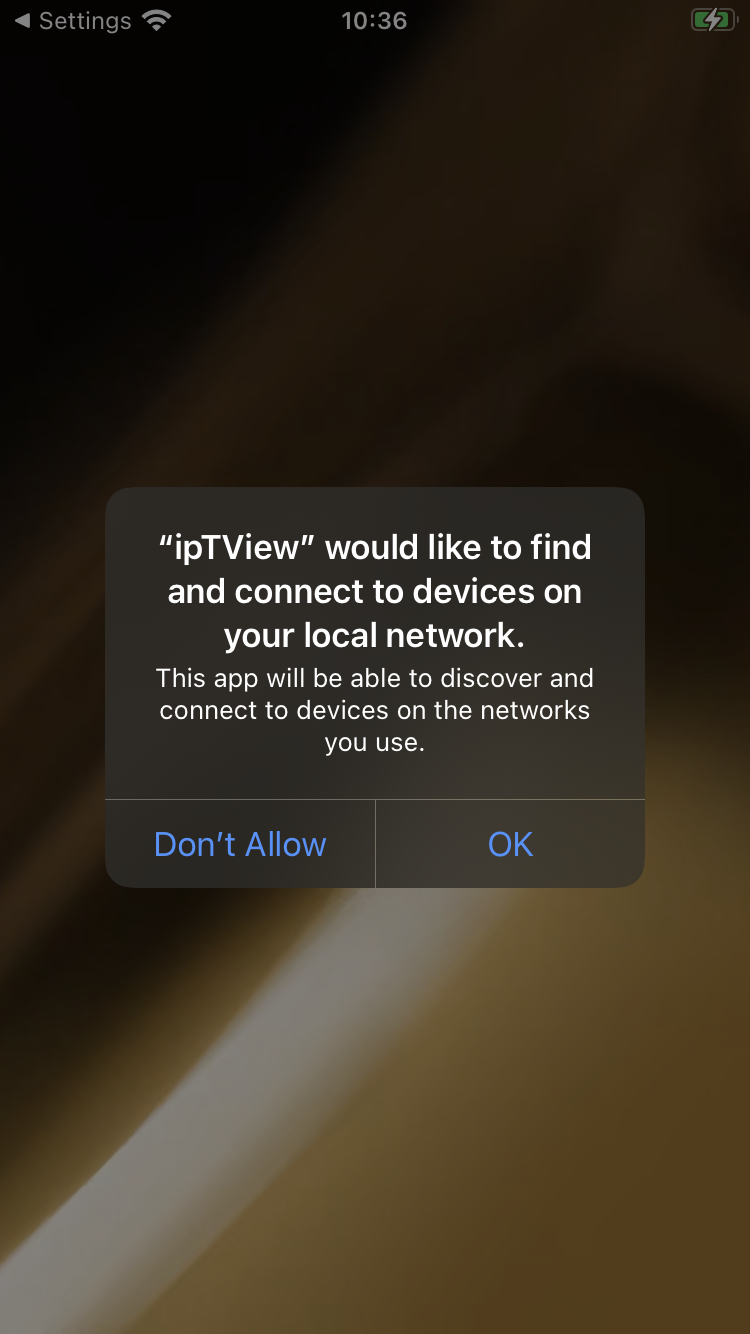 ◀ Settings 10:36
“ipTView” would like to find
and connect to devices on
your local network.
This app will be able to discover and
connect to devices on the networks
you use.
Don’t Allow OK